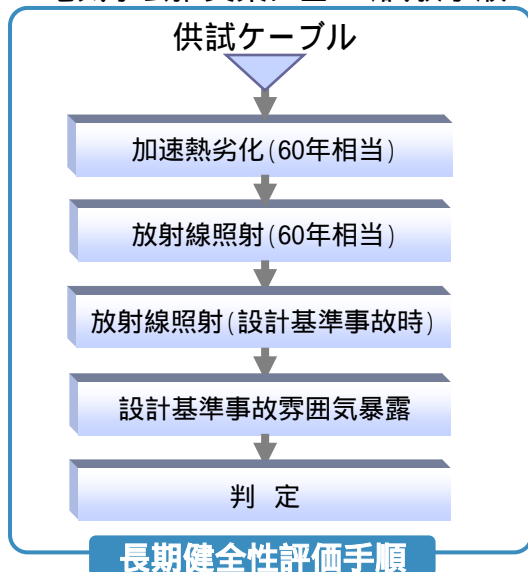 供試ケーブル
加速熱劣化(60年相当)
放射線照射(60年相当)
放射線照射(設計基準事故時)
設計基準事故雰囲気暴露
判 定
長期健全性評価手順